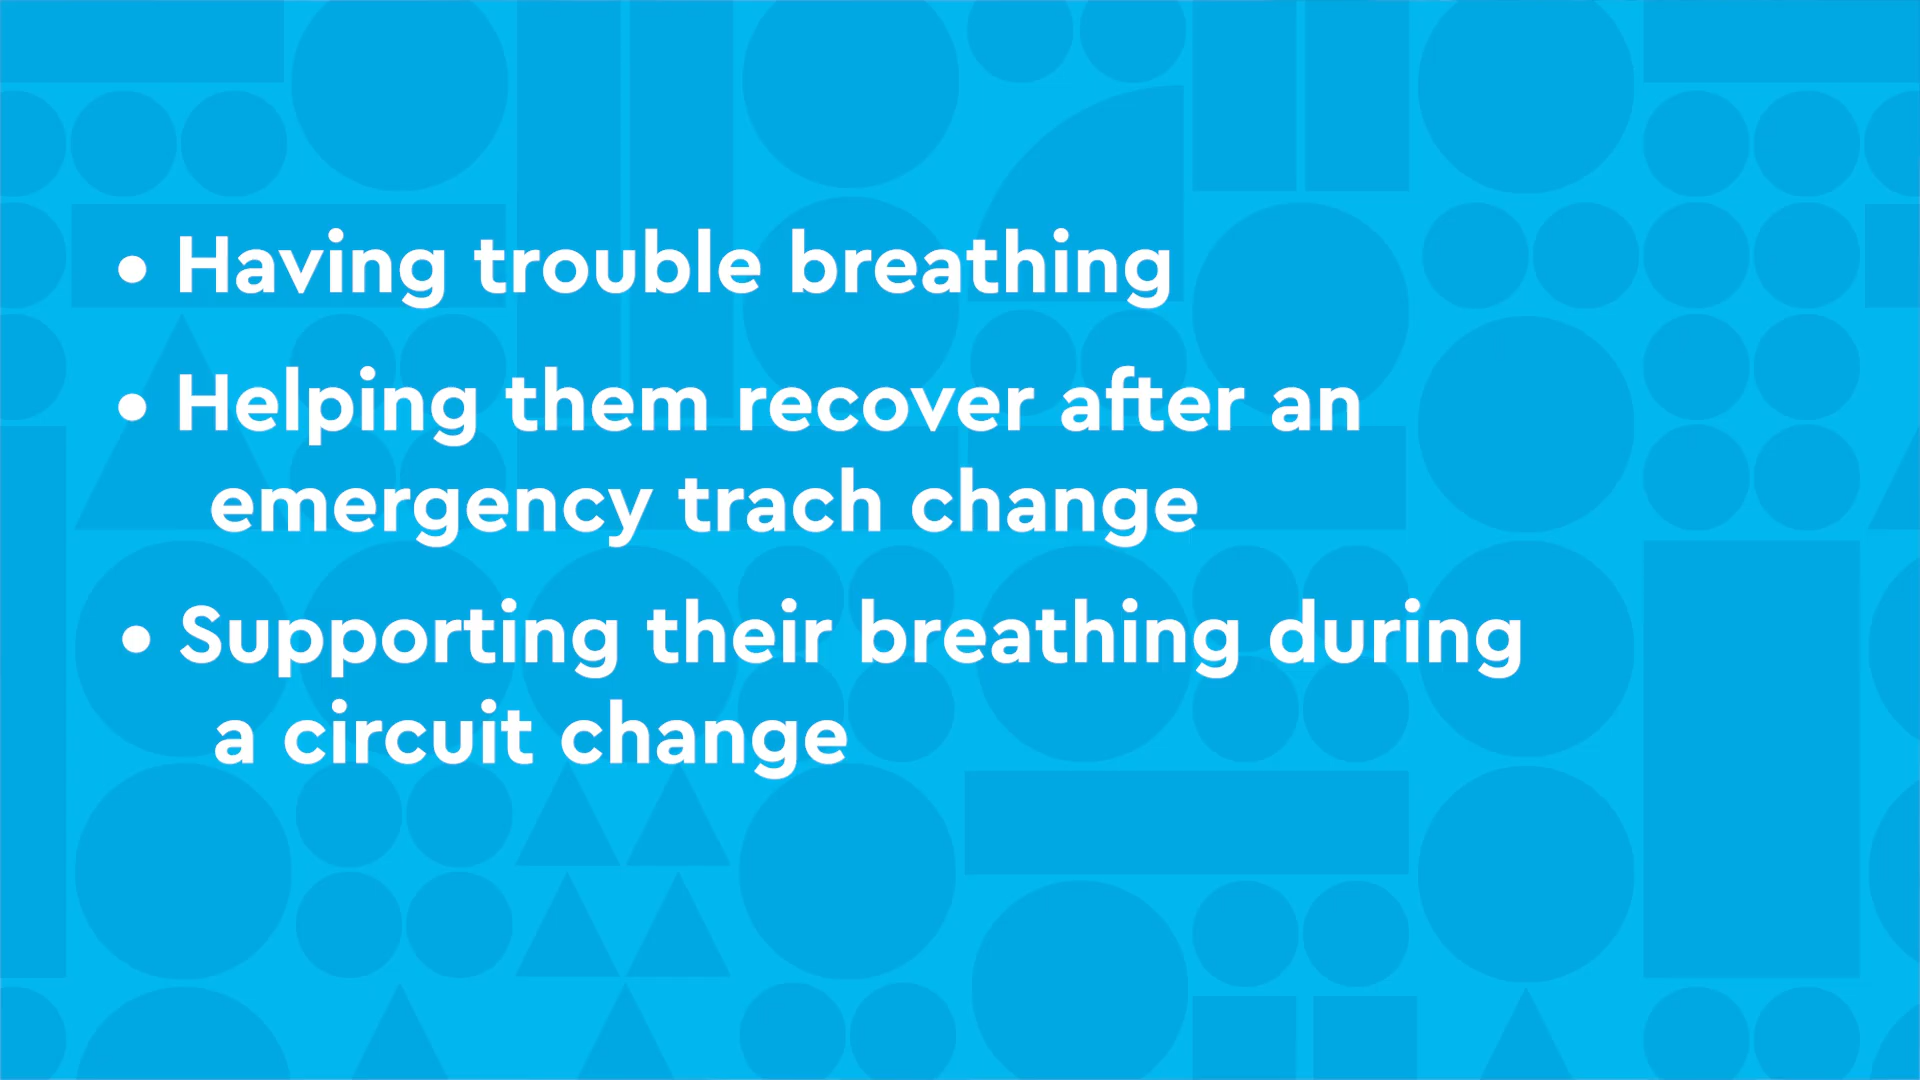 • Having trouble breathing
• Helping them recover after an
emergency trach change
• Supporting their breathing during
a circuit change